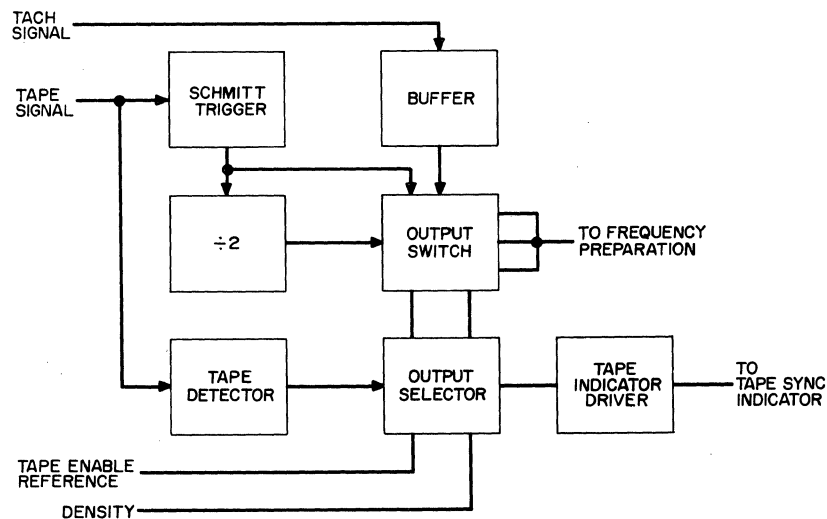 TACH
SIGNAL
TAPE
SIGNAL
SCHMITT
TRIGGER
BUFFER
÷2
OUTPUT
SWITCH
TO FREQUENCY
PREPARATION
TAPE
DETECTOR
OUTPUT
SELECTOR
TAPE
INDICATOR
DRIVER
TO
TAPE SYNC
INDICATOR
TAPE ENABLE
REFERENCE
DENSITY